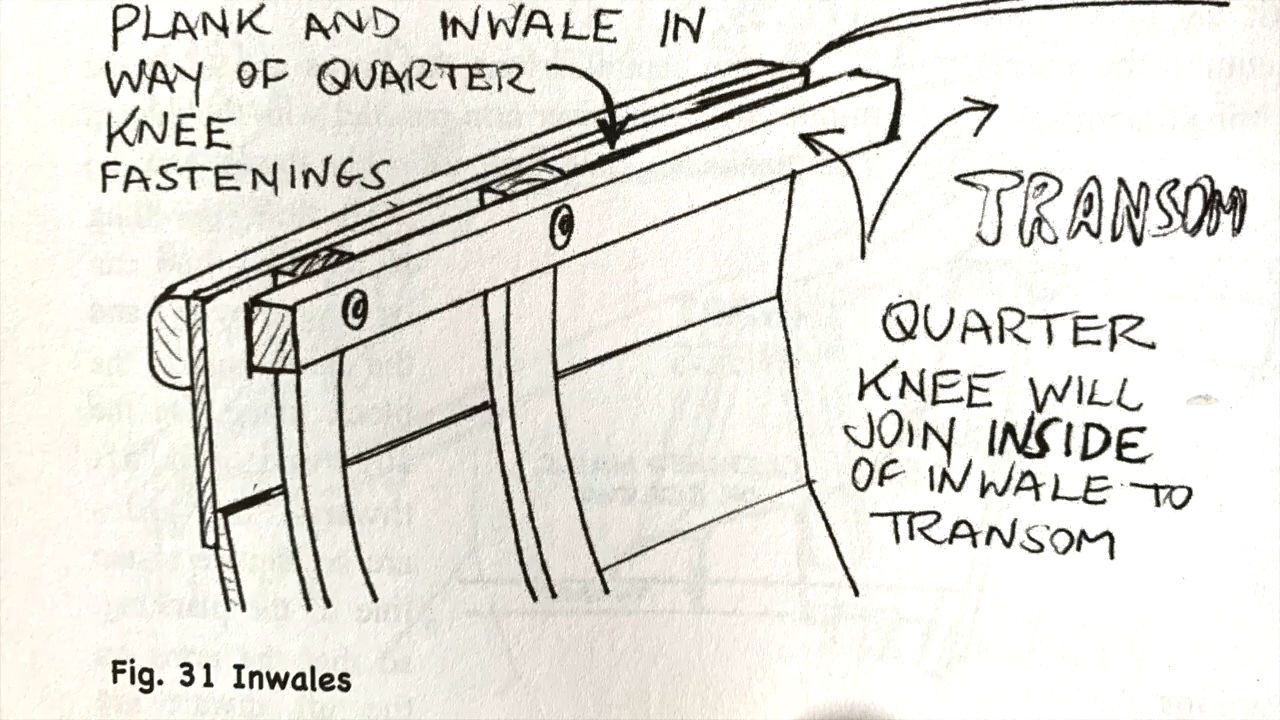 PLANK AND INWALE IN
WAY OF QUARTER
KNEE
FASTENINGS
TRANSOM
QUARTER
KNEE WILL
JOIN INSIDE
OF INWALE TO
TRANSOM
Fig. 31 Inwales